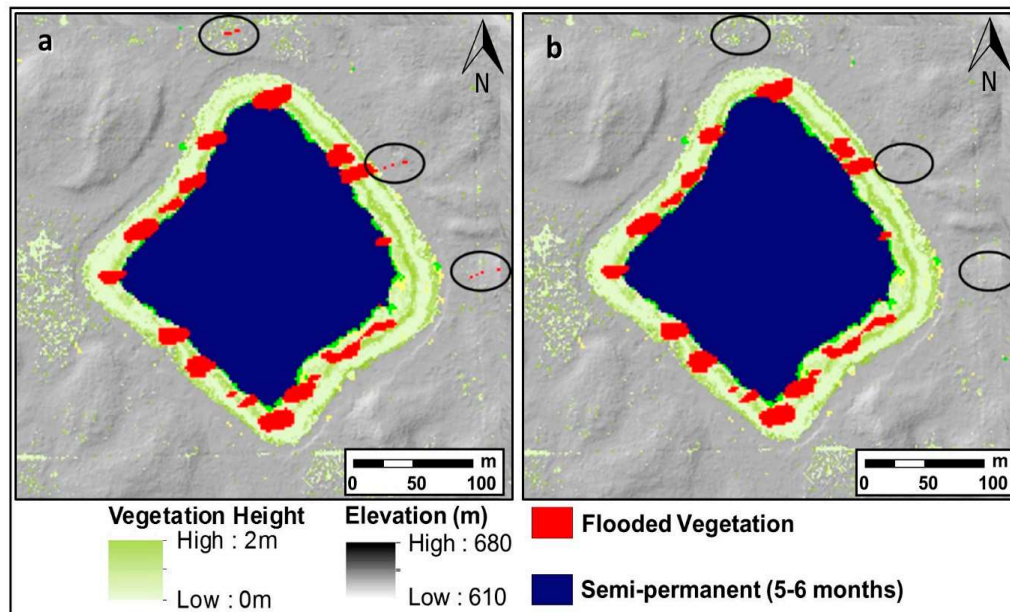 a
N
b
N
m
0 50 100
m
0 50 100
Vegetation Height
High : 2m
Low : 0m
Elevation (m)
High : 680
Low : 610
Flooded Vegetation
Semi-permanent (5-6 months)